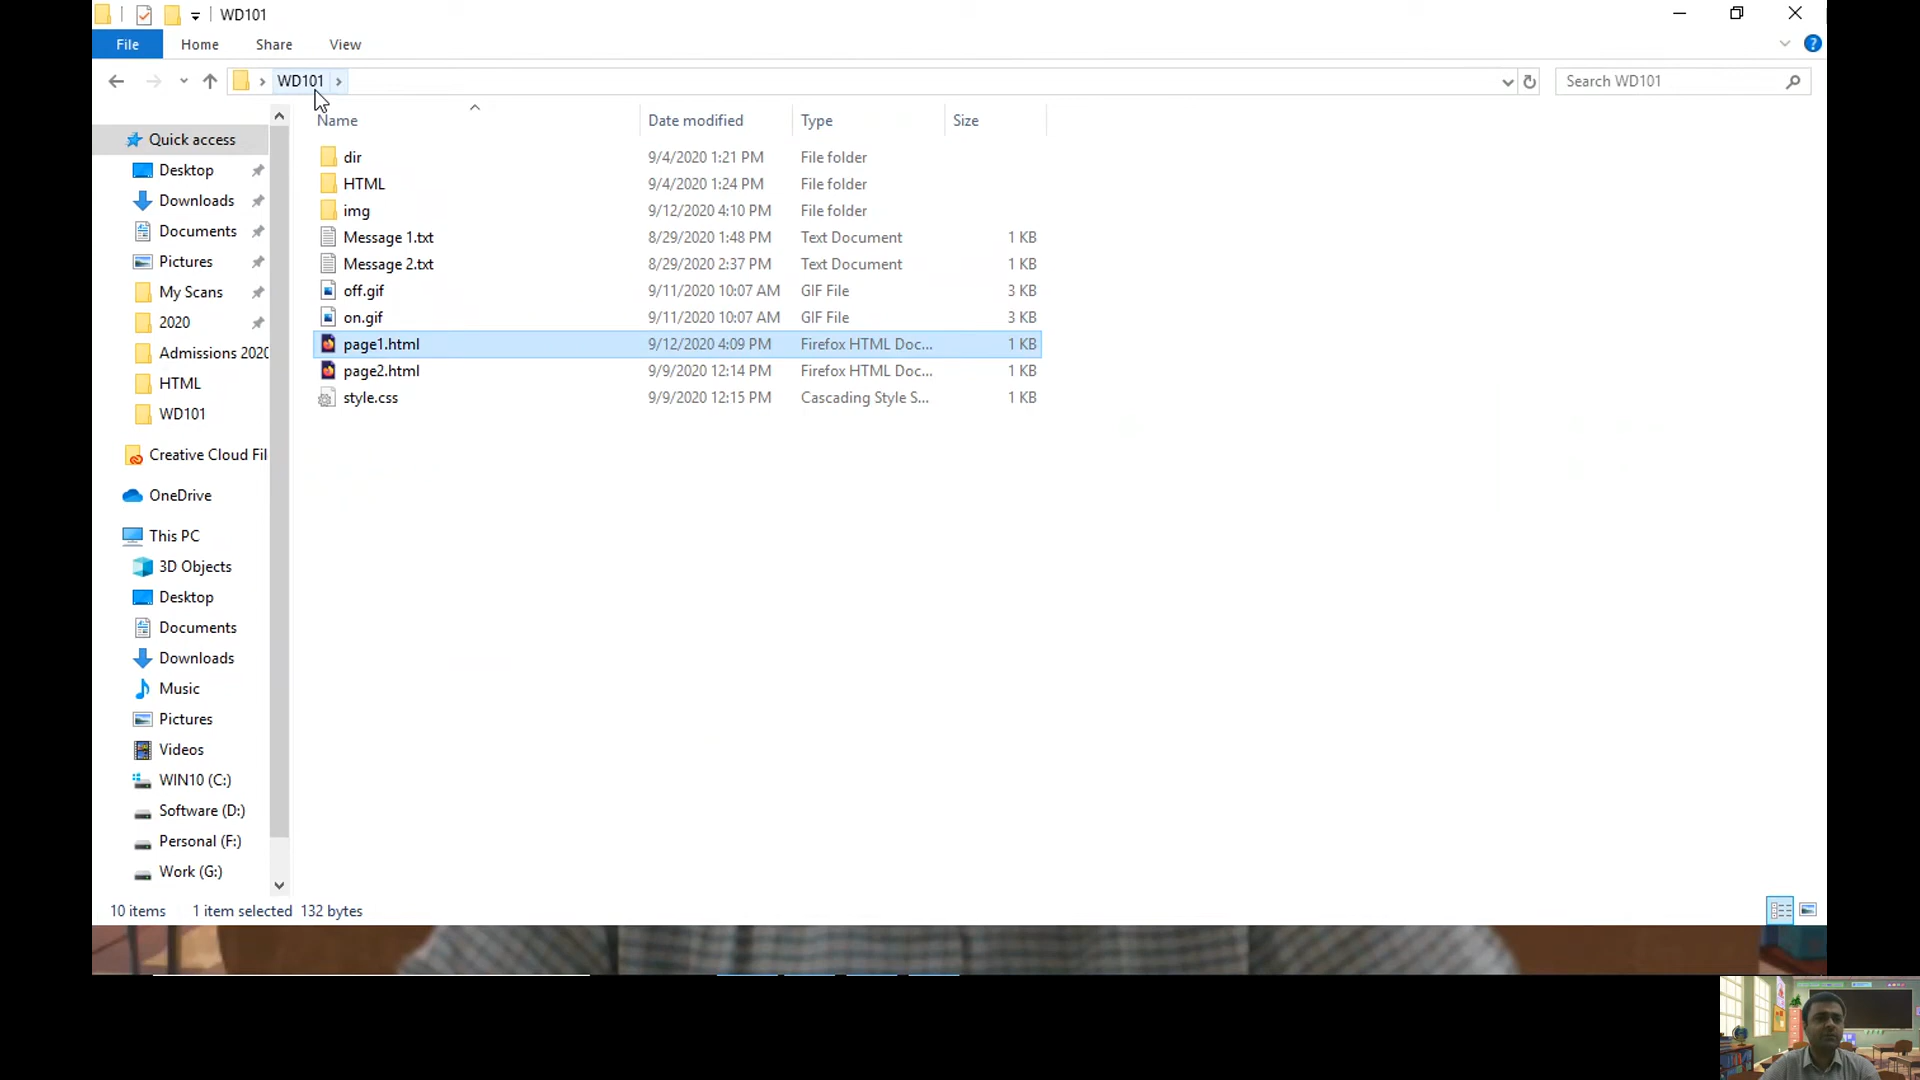 WD101
File Home Share View
WD101 Search WD101
Name Date modified Type Size
Quick access
Desktop
Downloads
Documents
Pictures
My Scans
2020
Admissions 202
HTML
WD101
Creative Cloud Fil
OneDrive
This PC
3D Objects
Desktop
Documents
Downloads
Music
Pictures
Videos
WIN10 (C:)
Software (D:)
Personal (F:)
Work (G:)
dir 9/4/2020 1:21 PM File folder
HTML 9/4/2020 1:24 PM File folder
img 9/12/2020 4:10 PM File folder
Message 1.txt 8/29/2020 1:48 PM Text Document 1 KB
Message 2.txt 8/29/2020 2:37 PM Text Document 1 KB
off.gif 9/11/2020 10:07 AM GIF File 3 KB
on.gif 9/11/2020 10:07 AM GIF File 3 KB
page1.html 9/12/2020 4:09 PM Firefox HTML Doc... 1 KB
page2.html 9/9/2020 12:14 PM Firefox HTML Doc... 1 KB
style.css 9/9/2020 12:15 PM Cascading Style S... 1 KB
10 items 1 item selected 132 bytes